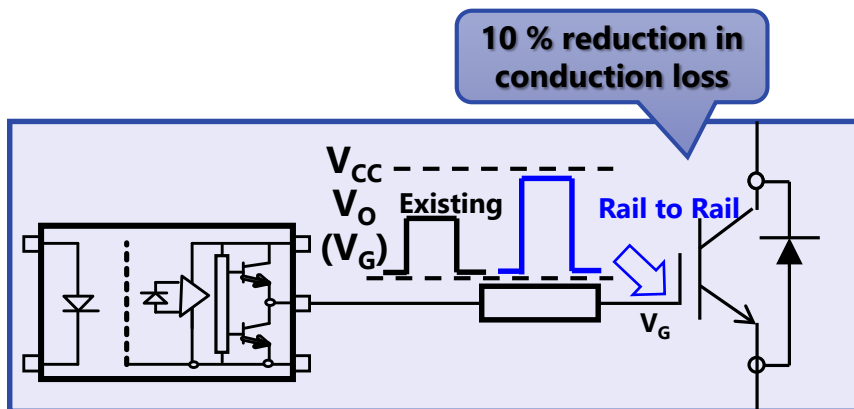 10 % reduction in
conduction loss
VCC
VO
(VG)
Existing
Rail to Rail
VG